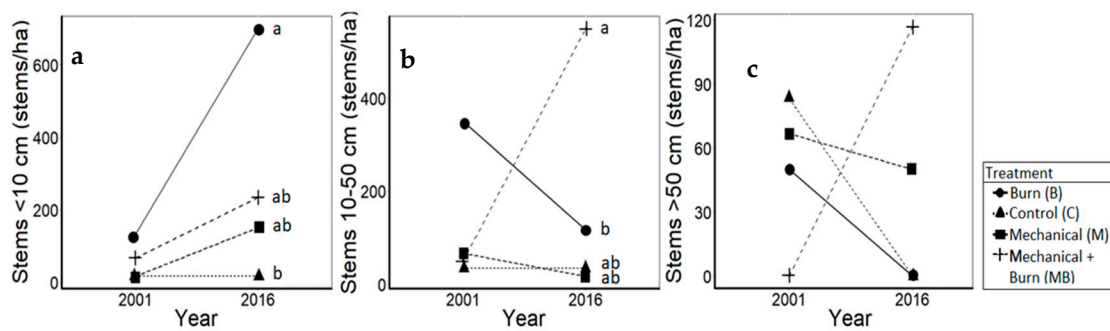 a
Stems <10 cm (stems/ha)
600
400
200
0
a
ab
ab
b
2001
2016
Year
b
Stems 10-50 cm (stems/ha)
400
200
0
a
b
ab
ab
2001
2016
Year
c
Stems >50 cm (stems/ha)
120
90
60
30
0
2001
2016
Year
Treatment
Burn (B)
Control (C)
Mechanical (M)
Mechanical +
Burn (MB)